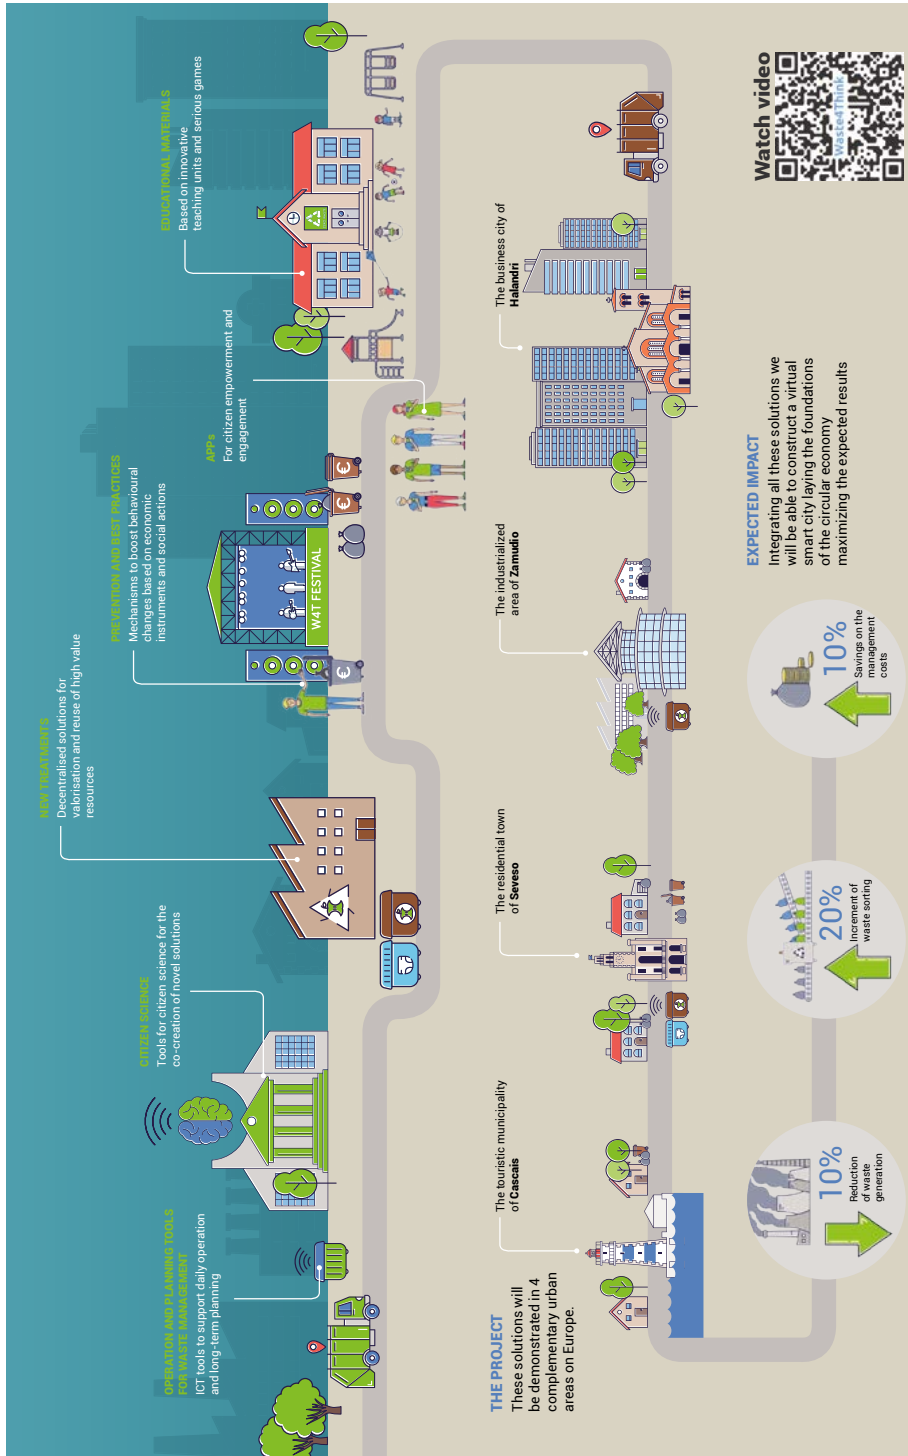 OPERATION AND PLANNING TOOLS
FOR WASTE MANAGEMENT
ICT tools to support daily operation
and long-term planning
CITIZEN SCIENCE
Tools for citizen science for the
co-creation of novel solutions
NEW TREATMENTS
Decentralised solutions for
valorisation and reuse of high value
resources
PREVENTION AND BEST PRACTICES
Mechanisms to boost behavioural
changes based on economic
instruments and social actions
APPs
For citizen empowerment and
engagement
EDUCATIONAL MATERIALS
Based on innovative
teaching units and serious games
W4T FESTIVAL
€
€
€
THE PROJECT
These solutions will
be demonstrated in 4
complementary urban
areas on Europe.
The touristic municipality
of Cascais
The residential town
of Seveso
The industrialized
area of Zamudio
The business city of
Halandri
10%
Reduction
of waste
generation
20%
Increment of
waste sorting
10%
Savings on the
management
costs
EXPECTED IMPACT
Integrating all these solutions we
will be able to construct a virtual
smart city laying the foundations
of the circular economy
maximizing the expected results
Watch video
Waste4Think